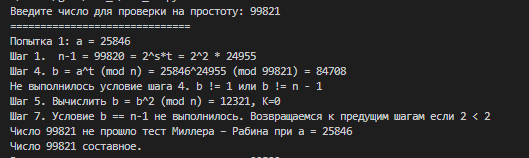 Введите число для проверки на простоту: 99821
==============================
Попытка 1: a = 25846
Шаг 1.  n-1 = 99820 = 2^s*t = 2^2 * 24955
Шаг 4. b = a^t (mod n) = 25846^24955 (mod 99821) = 84708
Не выполнилось условие шага 4. b != 1 или b != n - 1
Шаг 5. Вычислить b = b^2 (mod n) = 12321, K=0
Шаг 7. Условие b == n-1 не выполнилось. Возвращаемся к предущим шагам если 2 < 2
Число 99821 не прошло тест Миллера - Рабина при a = 25846
Число 99821 составное.